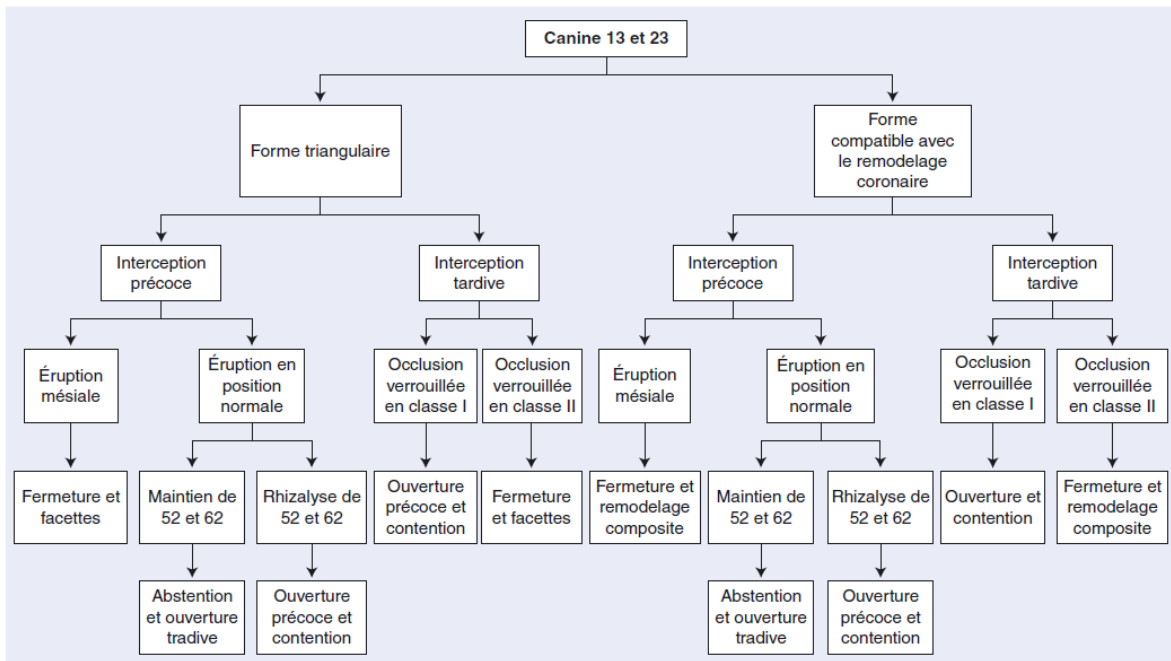 Canine 13 et 23
Forme triangulaire
Forme
compatible avec
le remodelage
coronaire
Interception
précoce
Interception
tardive
Interception
précoce
Interception
tardive
Éruption
mésiale
Éruption en
position
normale
Occlusion
verrouillée
en classe I
Occlusion
verrouillée
en classe II
Éruption
mésiale
Éruption en
position
normale
Occlusion
verrouillée
en classe I
Occlusion
verrouillée
en classe II
Fermeture et
facettes
Maintien de
52 et 62
Rhizalyse de
52 et 62
Ouverture
précoce et
contention
Fermeture
et facettes
Fermeture et
remodelage
composite
Maintien de
52 et 62
Rhizalyse de
52 et 62
Ouverture et
contention
Fermeture et
remodelage
composite
Abstention
et ouverture
tradive
Ouverture
précoce et
contention
Abstention
et ouverture
tradive
Ouverture
précoce et
contention